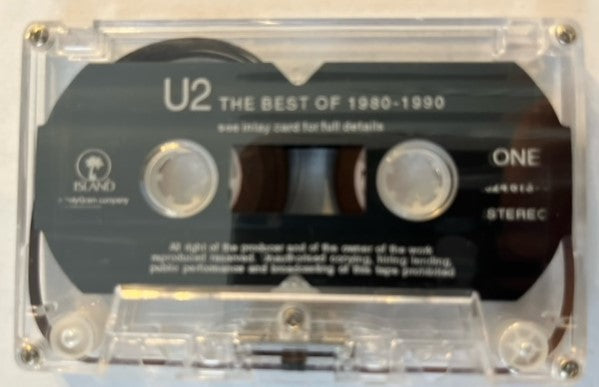 U2 THE BEST OF 1980-1990
see inlay card for full details
ONE
ISLAND
a PolyGram company
STEREO
All right of the producer and of the owner of the work
reproduced reserved. Unauthorised copying, hiring lending,
public performance and broadcasting of this tape prohibited